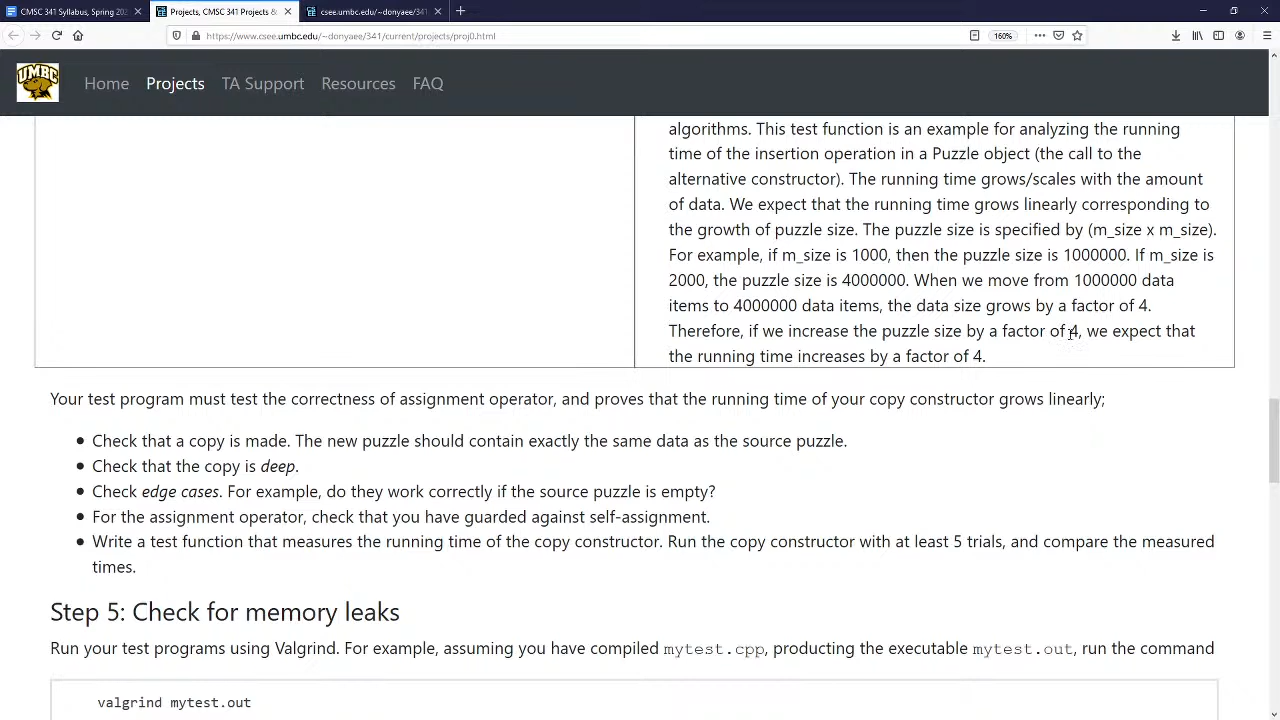 CMSC 341 Syllabus, Spring 202
Projects, CMSC 341 Projects &
csee.umbc.edu/~donyaee/341/c
https://www.csee.umbc.edu/~donyaee/341/current/projects/proj0.html
160%
UMBC
Home Projects TA Support Resources FAQ
algorithms. This test function is an example for analyzing the running
time of the insertion operation in a Puzzle object (the call to the
alternative constructor). The running time grows/scales with the amount
of data. We expect that the running time grows linearly corresponding to
the growth of puzzle size. The puzzle size is specified by (m_size x m_size).
For example, if m_size is 1000, then the puzzle size is 1000000. If m_size is
2000, the puzzle size is 4000000. When we move from 1000000 data
items to 4000000 data items, the data size grows by a factor of 4.
Therefore, if we increase the puzzle size by a factor of 4, we expect that
the running time increases by a factor of 4.
Your test program must test the correctness of assignment operator, and proves that the running time of your copy constructor grows linearly;
• Check that a copy is made. The new puzzle should contain exactly the same data as the source puzzle.
• Check that the copy is deep.
• Check edge cases. For example, do they work correctly if the source puzzle is empty?
• For the assignment operator, check that you have guarded against self-assignment.
• Write a test function that measures the running time of the copy constructor. Run the copy constructor with at least 5 trials, and compare the measured
times.
Step 5: Check for memory leaks
Run your test programs using Valgrind. For example, assuming you have compiled mytest.cpp, producting the executable mytest.out, run the command
valgrind mytest.out